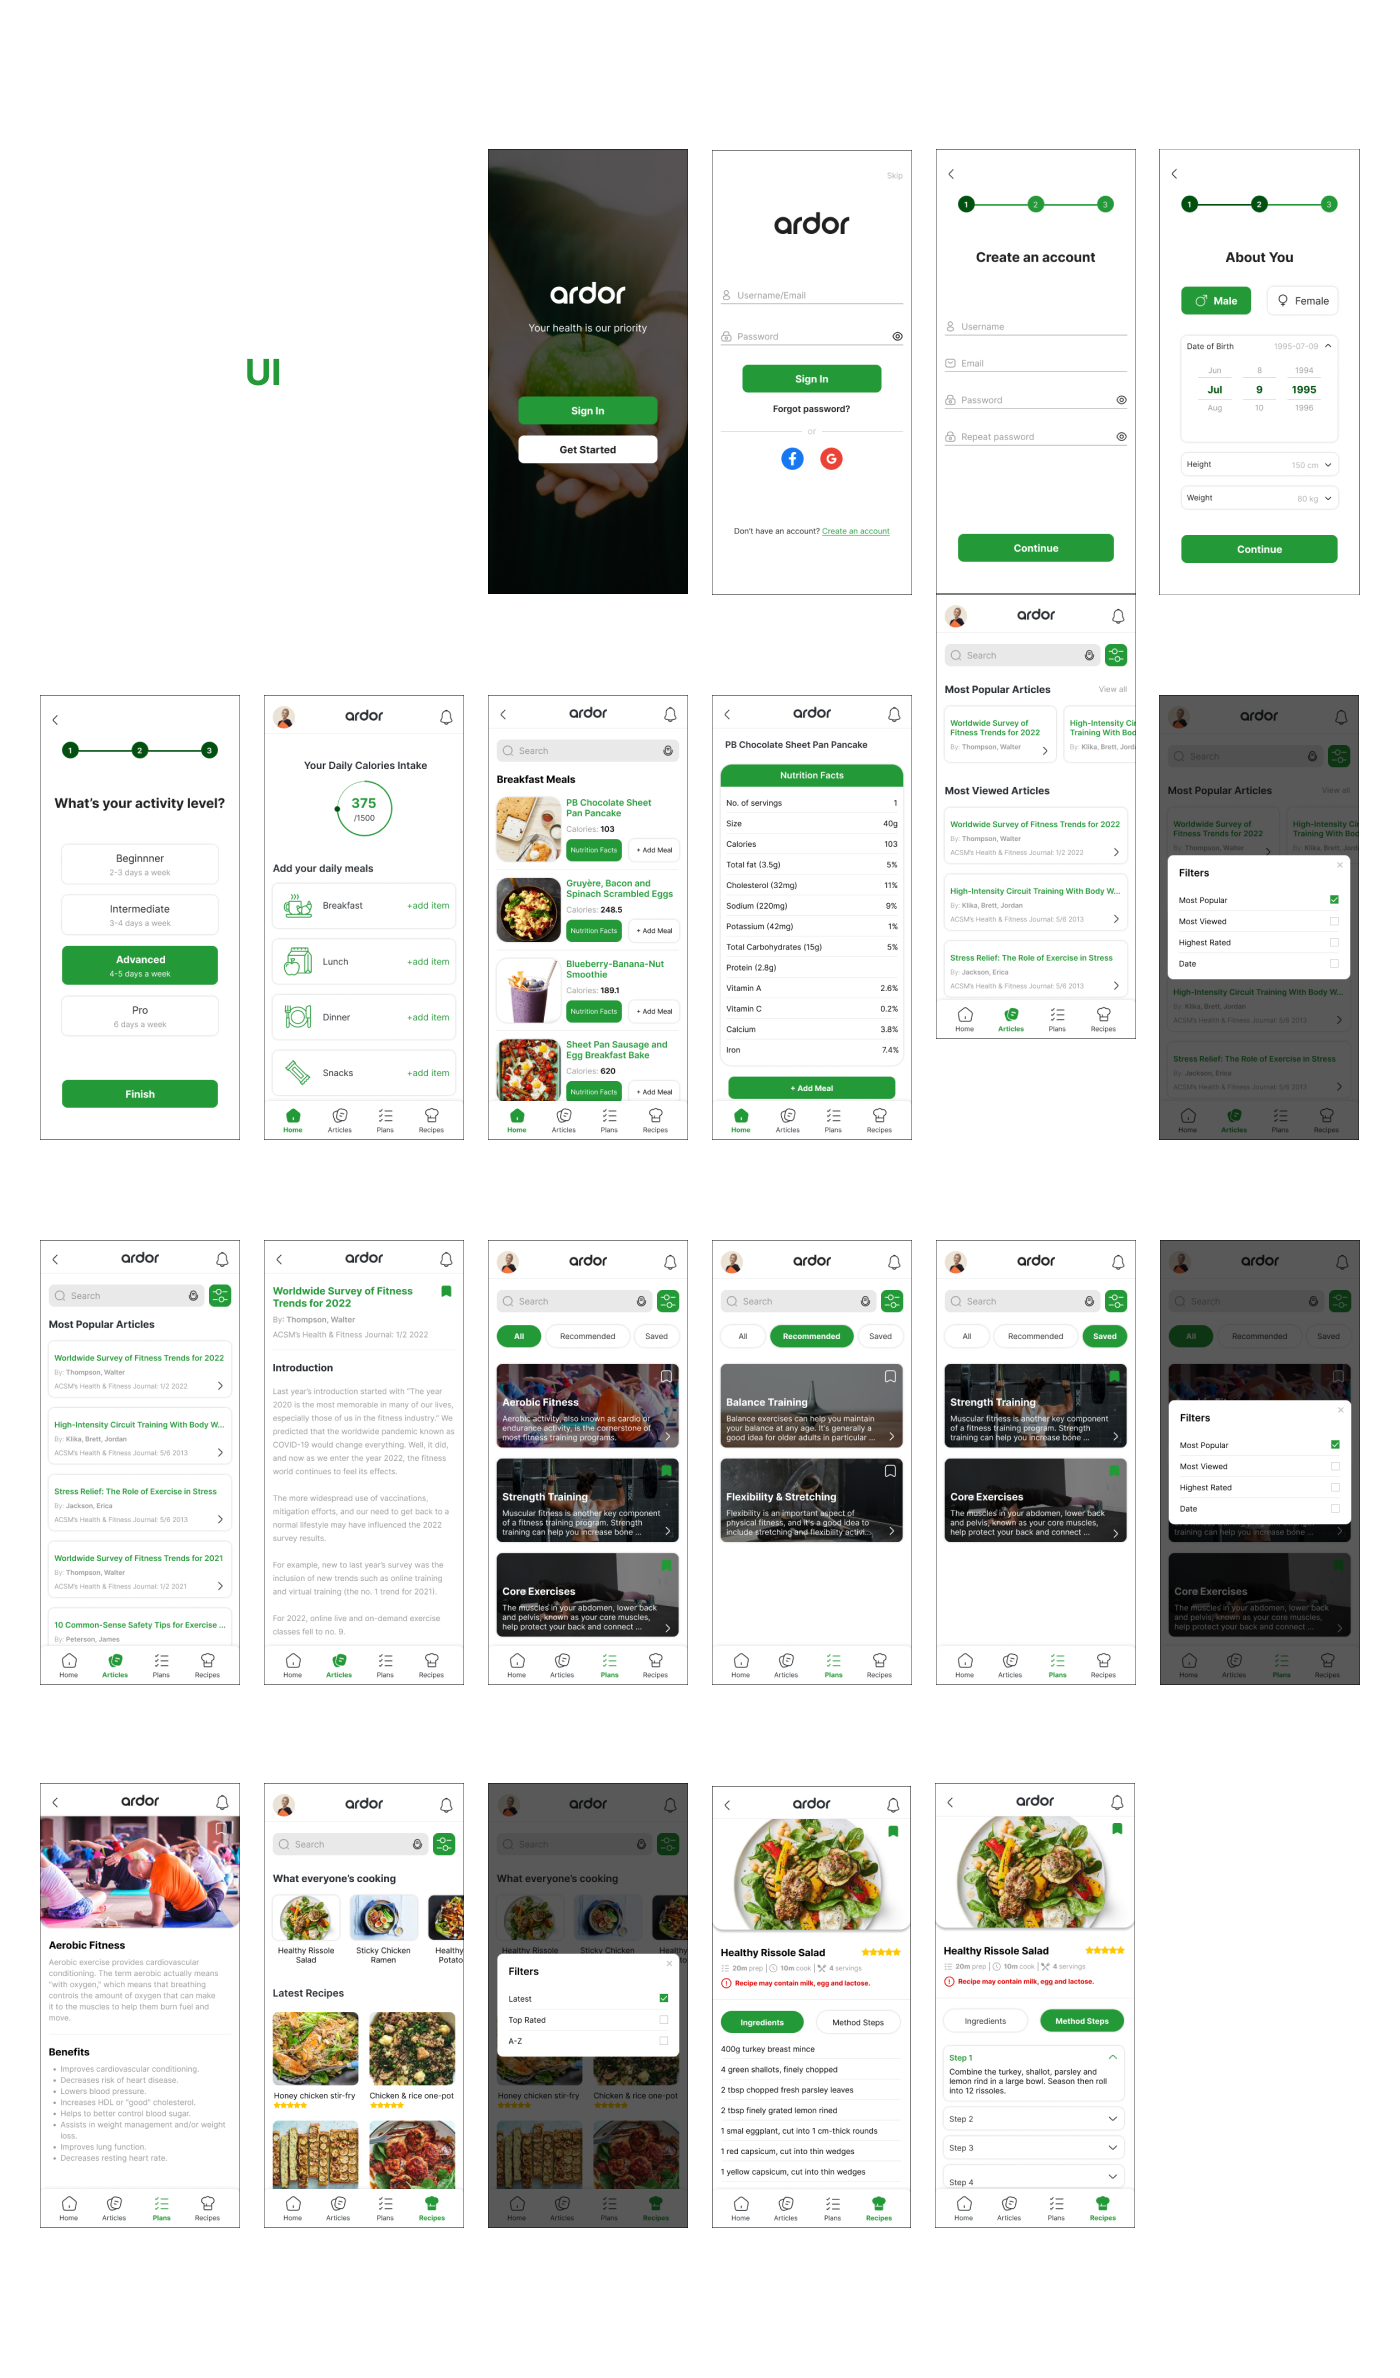 UI
ardor
Your health is our priority
Sign In
Get Started
Skip
ardor
Username/Email
Password
Sign In
Forgot password?
or
Don't have an account? Create an account
1 2 3
Create an account
Username
Email
Password
Repeat password
Continue
1 2 3
About You
Male Female
Date of Birth 1995-07-09
Jun 8 1994
Jul 9 1995
Aug 10 1996
Height 150 cm
Weight 80 kg
Continue
1 2 3
What's your activity level?
Beginnner
2-3 days a week
Intermediate
3-4 days a week
Advanced
4-5 days a week
Pro
6 days a week
Finish
ardor
Your Daily Calories Intake
375
/1500
Add your daily meals
Breakfast +add item
Lunch +add item
Dinner +add item
Snacks +add item
Home Articles Plans Recipes
ardor
Search
Breakfast Meals
PB Chocolate Sheet
Pan Pancake
Calories: 103
Nutrition Facts + Add Meal
Gruyère, Bacon and
Spinach Scrambled Eggs
Calories: 248.5
Nutrition Facts + Add Meal
Blueberry-Banana-Nut
Smoothie
Calories: 189.1
Nutrition Facts + Add Meal
Sheet Pan Sausage and
Egg Breakfast Bake
Calories: 620
Nutrition Facts + Add Meal
Home Articles Plans Recipes
ardor
PB Chocolate Sheet Pan Pancake
Nutrition Facts
No. of servings 1
Size 40g
Calories 103
Total fat (3.5g) 5%
Cholesterol (32mg) 11%
Sodium (220mg) 9%
Potassium (42mg) 1%
Total Carbohydrates (15g) 5%
Protein (2.8g)
Vitamin A 2.6%
Vitamin C 0.2%
Calcium 3.8%
Iron 7.4%
+ Add Meal
Home Articles Plans Recipes
ardor
Search
Most Popular Articles View all
Worldwide Survey of
Fitness Trends for 2022
By: Thompson, Walter
High-Intensity Cir
Training With Bod
By: Klika, Brett, Jorda
Most Viewed Articles
Worldwide Survey of Fitness Trends for 2022
By: Thompson, Walter
ACSM's Health & Fitness Journal: 1/2 2022
High-Intensity Circuit Training With Body W...
By: Klika, Brett, Jordan
ACSM's Health & Fitness Journal: 5/6 2013
Stress Relief: The Role of Exercise in Stress
By: Jackson, Erica
ACSM's Health & Fitness Journal: 5/6 2013
Home Articles Plans Recipes
ardor
Search
Most Popular Articles View all
Worldwide Survey of
Fitness Trends for 2022
By: Thompson, Walter
High-Intensity Cir
Training With Bod
By: Klika, Brett, Jorda
Filters
Most Popular
Most Viewed
Highest Rated
Date
High-Intensity Circuit Training With Body W...
By: Klika, Brett, Jordan
ACSM's Health & Fitness Journal: 5/6 2013
Stress Relief: The Role of Exercise in Stress
By: Jackson, Erica
ACSM's Health & Fitness Journal: 5/6 2013
Home Articles Plans Recipes
ardor
Search
Most Popular Articles
Worldwide Survey of Fitness Trends for 2022
By: Thompson, Walter
ACSM's Health & Fitness Journal: 1/2 2022
High-Intensity Circuit Training With Body W...
By: Klika, Brett, Jordan
ACSM's Health & Fitness Journal: 5/6 2013
Stress Relief: The Role of Exercise in Stress
By: Jackson, Erica
ACSM's Health & Fitness Journal: 5/6 2013
Worldwide Survey of Fitness Trends for 2021
By: Thompson, Walter
ACSM's Health & Fitness Journal: 1/2 2021
10 Common-Sense Safety Tips for Exercise ...
By: Peterson, James
Home Articles Plans Recipes
ardor
Worldwide Survey of Fitness
Trends for 2022
By: Thompson, Walter
ACSM's Health & Fitness Journal: 1/2 2022
Introduction
Last year's introduction started with "The year
2020 is the most memorable in many of our lives,
especially those of us in the fitness industry." We
predicted that the worldwide pandemic known as
COVID-19 would change everything. Well, it did,
and now as we enter the year 2022, the fitness
world continues to feel its effects.
The more widespread use of vaccinations,
mitigation efforts, and our need to get back to a
normal lifestyle may have influenced the 2022
survey results.
For example, new to last year's survey was the
inclusion of new trends such as online training
and virtual training (the no. 1 trend for 2021).
For 2022, online live and on-demand exercise
classes fell to no. 9.
Home Articles Plans Recipes
ardor
Search
All Recommended Saved
Aerobic Fitness
Aerobic activity, also known as cardio or
endurance activity, is the cornerstone of
most fitness training programs.
Strength Training
Muscular fitness is another key component
of a fitness training program. Strength
training can help you increase bone ...
Core Exercises
The muscles in your abdomen, lower back
and pelvis, known as your core muscles,
help protect your back and connect ...
Home Articles Plans Recipes
ardor
Search
All Recommended Saved
Balance Training
Balance exercises can help you maintain
your balance at any age. It's generally a
good idea for older adults in particular ...
Flexibility & Stretching
Flexibility is an important aspect of
physical fitness, and it's a good idea to
include stretching and flexibility activi...
Home Articles Plans Recipes
ardor
Search
All Recommended Saved
Strength Training
Muscular fitness is another key component
of a fitness training program. Strength
training can help you increase bone ...
Core Exercises
The muscles in your abdomen, lower back
and pelvis, known as your core muscles,
help protect your back and connect ...
Home Articles Plans Recipes
ardor
Search
All Recommended Saved
Filters
Most Popular
Most Viewed
Highest Rated
Date
training can help you increase bone ...
Core Exercises
The muscles in your abdomen, lower back
and pelvis, known as your core muscles,
help protect your back and connect ...
Home Articles Plans Recipes
ardor
Aerobic Fitness
Aerobic exercise provides cardiovascular
conditioning. The term aerobic actually means
"with oxygen," which means that breathing
controls the amount of oxygen that can make
it to the muscles to help them burn fuel and
move.
Benefits
• Improves cardiovascular conditioning.
• Decreases risk of heart disease.
• Lowers blood pressure.
• Increases HDL or "good" cholesterol.
• Helps to better control blood sugar.
• Assists in weight management and/or weight
loss.
• Improves lung function.
• Decreases resting heart rate.
Home Articles Plans Recipes
ardor
Search
What everyone's cooking
Healthy Rissole
Salad
Sticky Chicken
Ramen
Healthy
Potato
Latest Recipes
Honey chicken stir-fry
Chicken & rice one-pot
Home Articles Plans Recipes
ardor
Search
What everyone's cooking
Healthy Rissole Sticky Chicken Healthy
Filters
Latest
Top Rated
A-Z
Honey chicken stir-fry
Chicken & rice one-pot
Home Articles Plans Recipes
ardor
Healthy Rissole Salad
20m prep | 10m cook | 4 servings
Recipe may contain milk, egg and lactose.
Ingredients Method Steps
400g turkey breast mince
4 green shallots, finely chopped
2 tbsp chopped fresh parsley leaves
2 tbsp finely grated lemon rined
1 smal eggplant, cut into 1 cm-thick rounds
1 red capsicum, cut into thin wedges
1 yellow capsicum, cut into thin wedges
Home Articles Plans Recipes
ardor
Healthy Rissole Salad
20m prep | 10m cook | 4 servings
Recipe may contain milk, egg and lactose.
Ingredients Method Steps
Step 1
Combine the turkey, shallot, parsley and
lemon rind in a large bowl. Season then roll
into 12 rissoles.
Step 2
Step 3
Step 4
Home Articles Plans Recipes